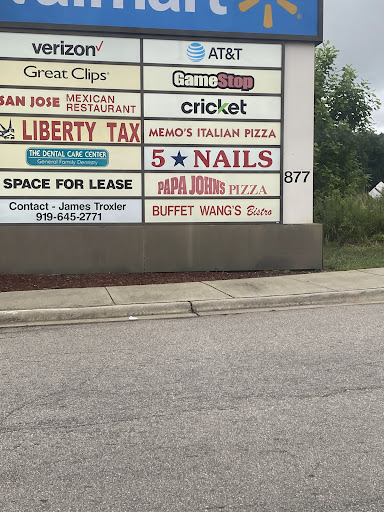 Walmart
verizon
AT&T
Great Clips
GameStop
SAN JOSE MEXICAN RESTAURANT
cricket
LIBERTY TAX
MEMO'S ITALIAN PIZZA
THE DENTAL CARE CENTER
General Family Dentistry
5 ★ NAILS
SPACE FOR LEASE
PAPA JOHNS PIZZA
877
Contact - James Troxler
919-645-2771
BUFFET WANG'S Bistro